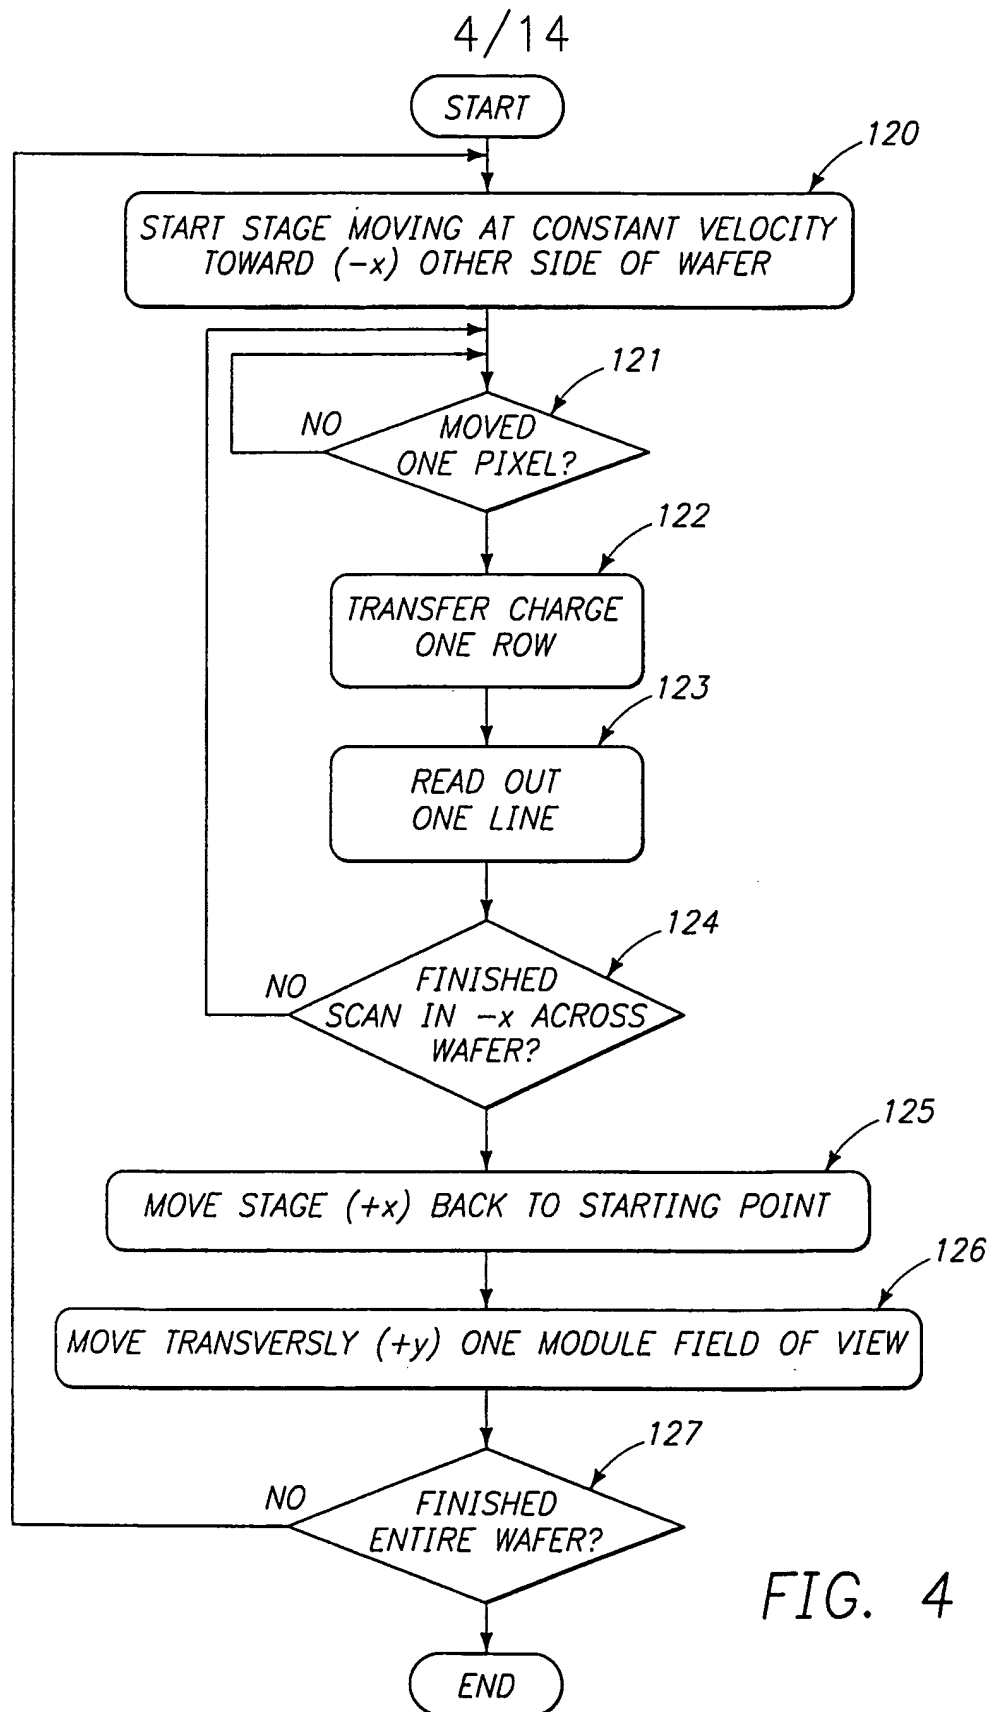 4/14
START
120
START STAGE MOVING AT CONSTANT VELOCITY
TOWARD (-x) OTHER SIDE OF WAFER
121
NO
MOVED
ONE PIXEL?
122
TRANSFER CHARGE
ONE ROW
123
READ OUT
ONE LINE
124
NO
FINISHED
SCAN IN -x ACROSS
WAFER?
125
MOVE STAGE (+x) BACK TO STARTING POINT
126
MOVE TRANSVERSLY (+y) ONE MODULE FIELD OF VIEW
127
NO
FINISHED
ENTIRE WAFER?
FIG. 4
END